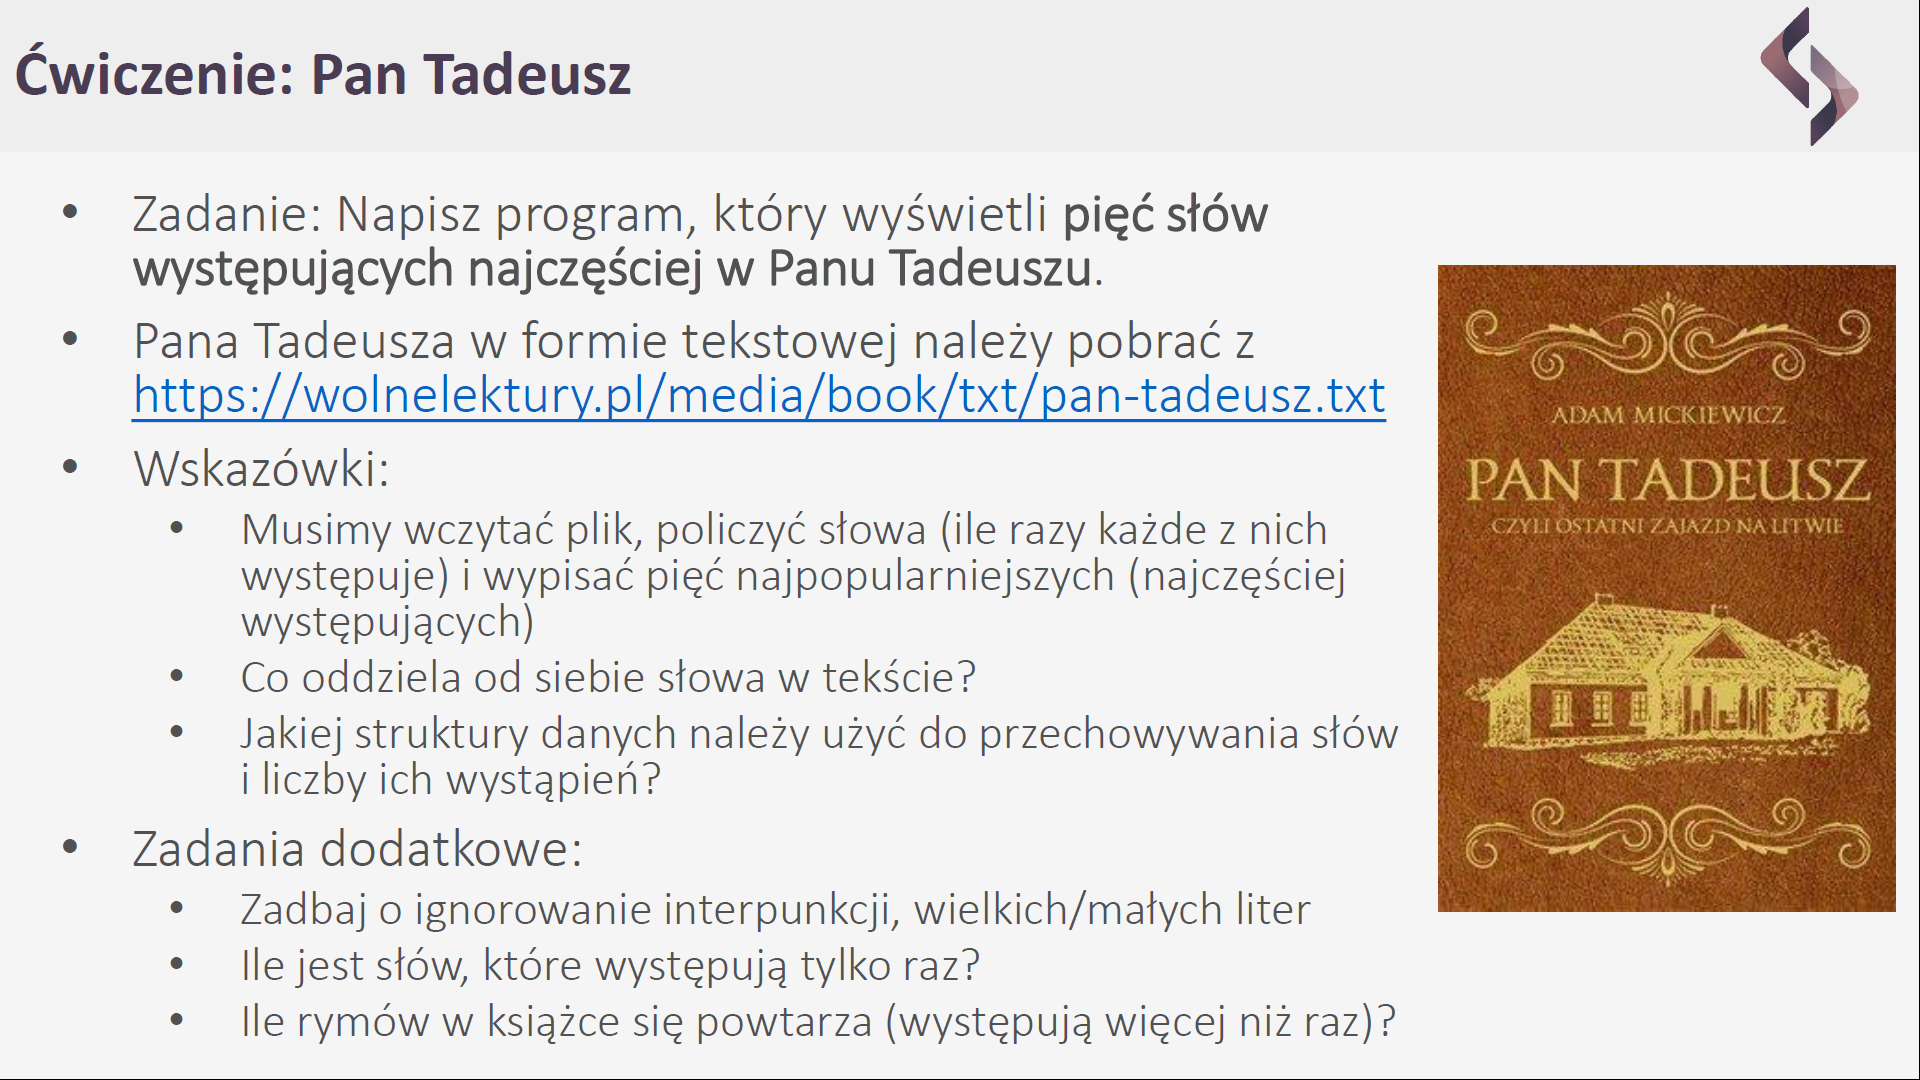 Ćwiczenie: Pan Tadeusz
• Zadanie: Napisz program, który wyświetli pięć słów
występujących najczęściej w Panu Tadeuszu.
• Pana Tadeusza w formie tekstowej należy pobrać z
https://wolnelektury.pl/media/book/txt/pan-tadeusz.txt
• Wskazówki:
• Musimy wczytać plik, policzyć słowa (ile razy każde z nich
występuje) i wypisać pięć najpopularniejszych (najczęściej
występujących)
• Co oddziela od siebie słowa w tekście?
• Jakiej struktury danych należy użyć do przechowywania słów
i liczby ich wystąpień?
• Zadania dodatkowe:
• Zadbaj o ignorowanie interpunkcji, wielkich/małych liter
• Ile jest słów, które występują tylko raz?
• Ile rymów w książce się powtarza (występują więcej niż raz)?
ADAM MICKIEWICZ
PAN TADEUSZ
CZYLI OSTATNI ZAJAZD NA LITWIE